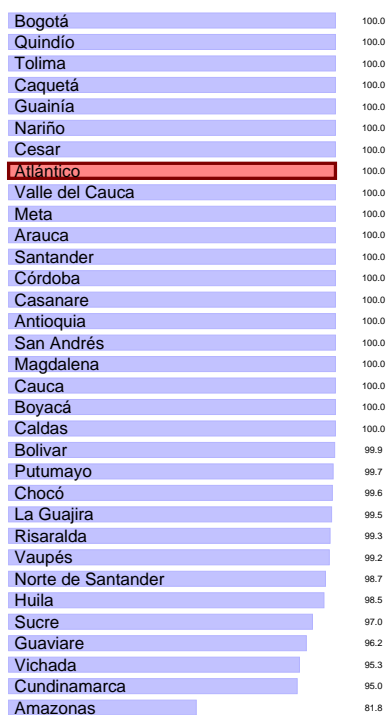 Bogotá 100.0
Quindío 100.0
Tolima 100.0
Caquetá 100.0
Guainía 100.0
Nariño 100.0
Cesar 100.0
Atlántico 100.0
Valle del Cauca 100.0
Meta 100.0
Arauca 100.0
Santander 100.0
Córdoba 100.0
Casanare 100.0
Antioquia 100.0
San Andrés 100.0
Magdalena 100.0
Cauca 100.0
Boyacá 100.0
Caldas 100.0
Bolivar 99.9
Putumayo 99.7
Chocó 99.6
La Guajira 99.5
Risaralda 99.3
Vaupés 99.2
Norte de Santander 98.7
Huila 98.5
Sucre 97.0
Guaviare 96.2
Vichada 95.3
Cundinamarca 95.0
Amazonas 81.8